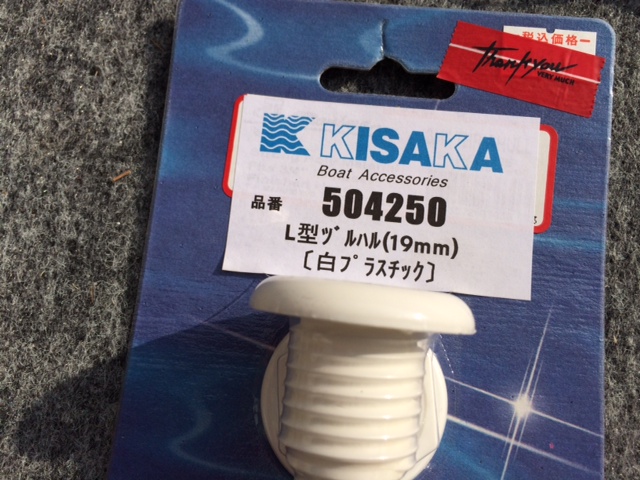 税込価格
Thank you
VERY MUCH
KISAKA
Boat Accessories
品番 504250
L型ヅﾙﾊﾙ(19mm)
〔白ﾌﾟﾗｽﾁｯｸ〕